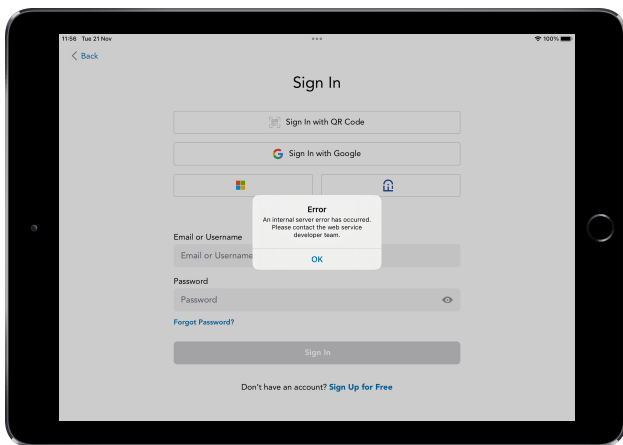 11:56 Tue 21 Nov
100%
Back
Sign In
Sign In with QR Code
Sign In with Google
Error
An internal server error has occurred.
Please contact the web service
developer team.
OK
Email or Username
Email or Username
Password
Password
Forgot Password?
Sign In
Don't have an account? Sign Up for Free